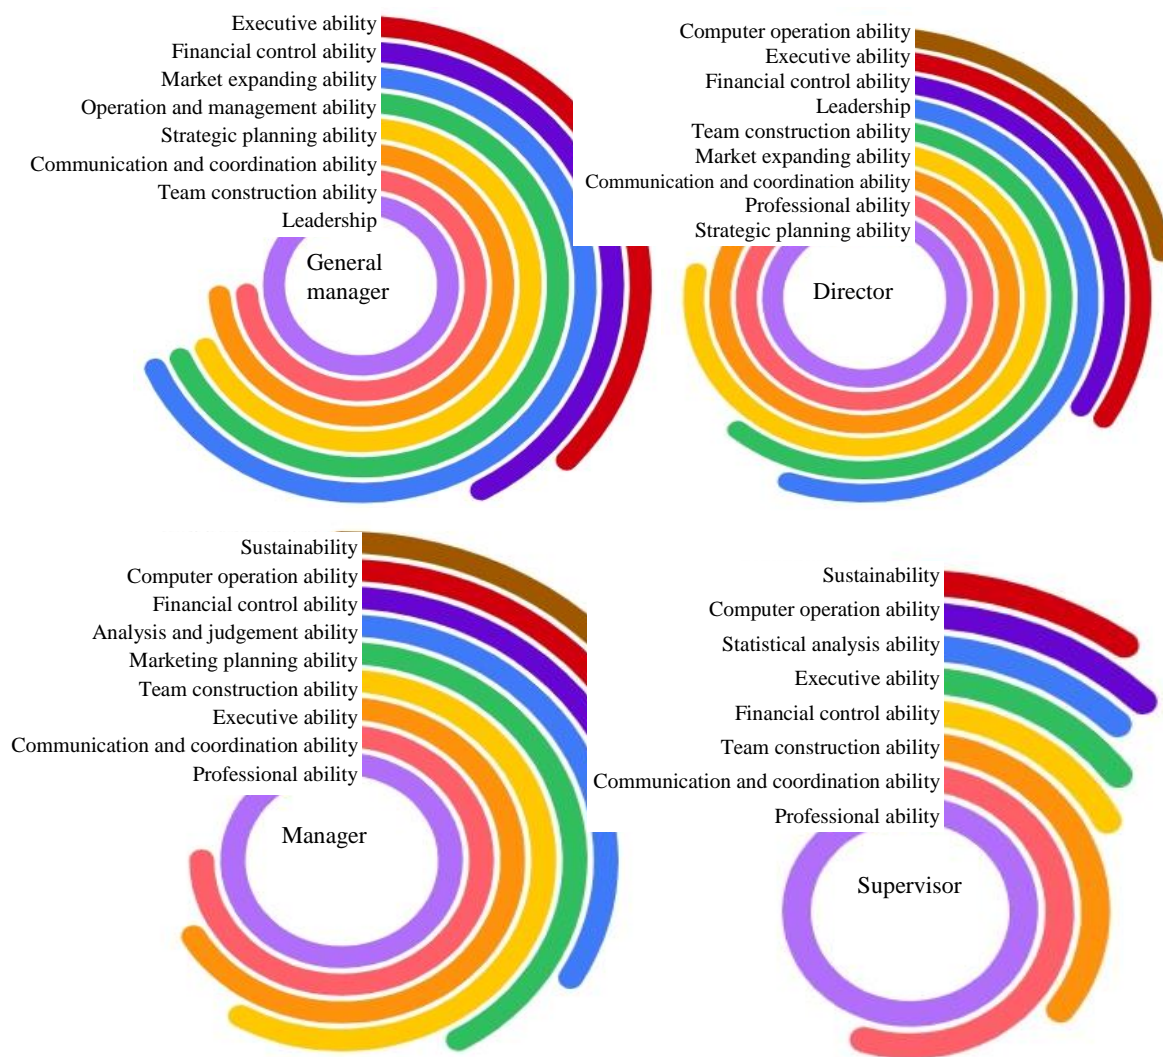 Executive ability
Financial control ability
Market expanding ability
Operation and management ability
Strategic planning ability
Communication and coordination ability
Team construction ability
Leadership
General
manager
Computer operation ability
Executive ability
Financial control ability
Leadership
Team construction ability
Market expanding ability
Communication and coordination ability
Professional ability
Strategic planning ability
Director
Sustainability
Computer operation ability
Financial control ability
Analysis and judgement ability
Marketing planning ability
Team construction ability
Executive ability
Communication and coordination ability
Professional ability
Manager
Sustainability
Computer operation ability
Statistical analysis ability
Executive ability
Financial control ability
Team construction ability
Communication and coordination ability
Professional ability
Supervisor